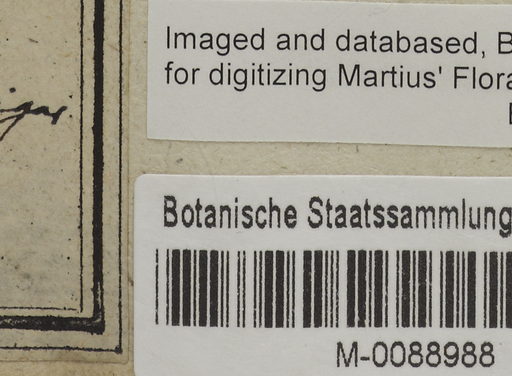 Imaged and databased, B
for digitizing Martius' Flora
Botanische Staatssammlung
M-0088988